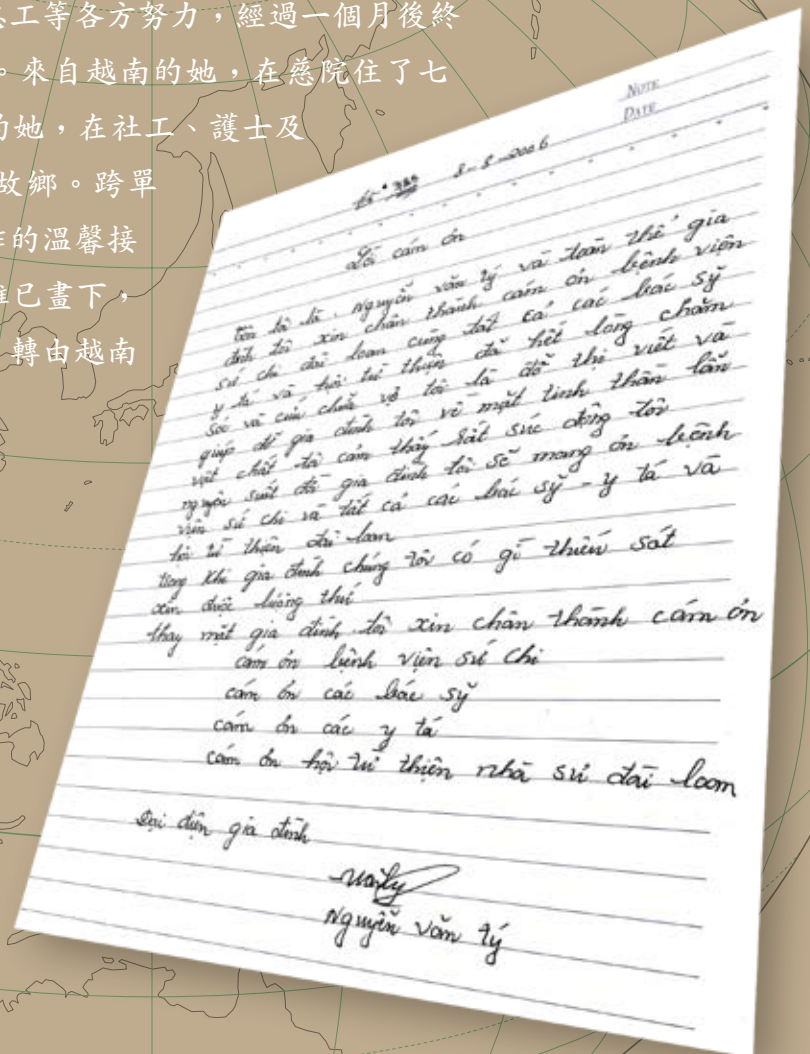 工等各方努力，經過一個月後終
。來自越南的她，在慈院住了七
的她，在社工、護士及
故鄉。跨單
的溫馨接
已畫下，
轉由越南
NOTE
DATE
8-8-2006
Lời cám ơn
tôn tôi là. Nguyễn văn lý và toàn thể gia
đình tôi xin chân thành cám ơn bệnh viện
sư chi đài loan cùng tất cả các bác sỹ
y tá và hội từ thiện đã hết lòng chăm
sóc và cứu chữa vợ tôi là đỗ thị viết và
giúp đỡ gia đình tôi về mặt tinh thần lẫn
vật chất tôi cảm thấy rất sức động tôi
nguyện suốt đời gia đình tôi sẽ mang ơn bệnh
viện sư chi và tất cả các bác sỹ - y tá và
hội từ thiện đài loan
trong khi gia đình chúng tôi có gì thiếu sót
xin được lượng thứ
thay mặt gia đình tôi xin chân thành cám ơn
cám ơn bệnh viện sư chi
cám ơn các bác sỹ
cám ơn các y tá
cám ơn hội từ thiện nhà sư đài loan
Đại diện gia đình
Nguyễn văn lý